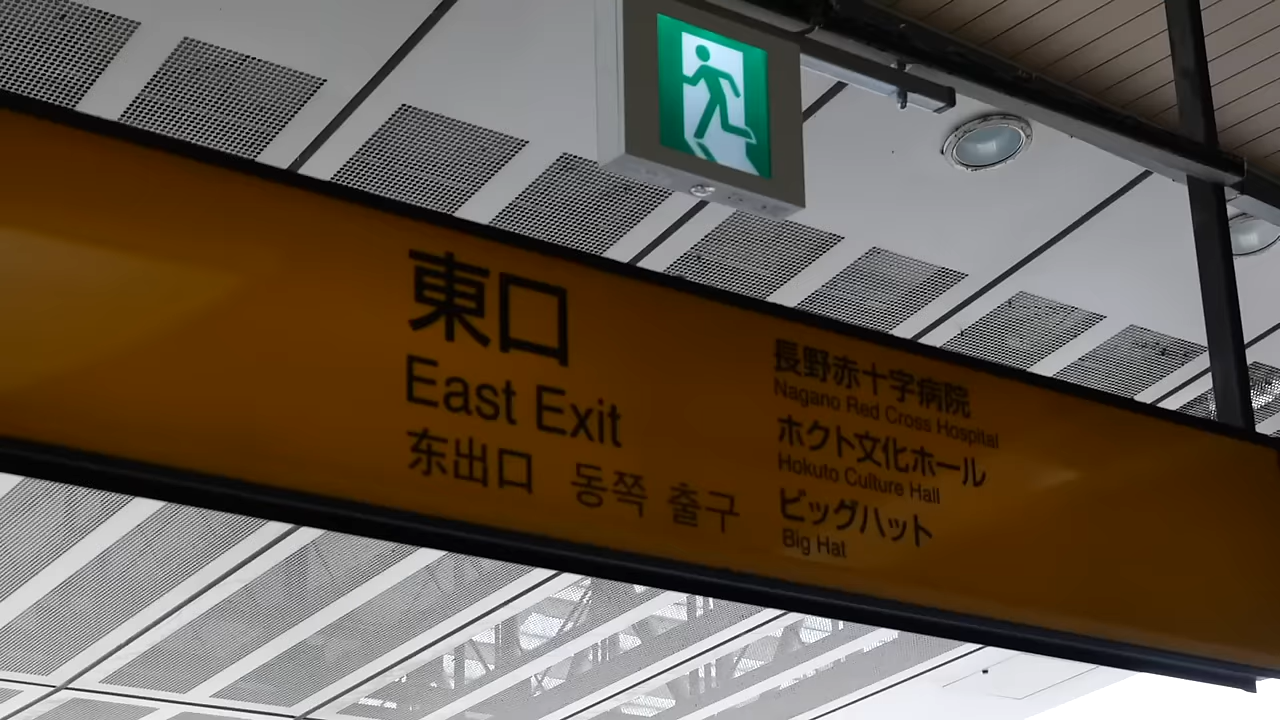 東口
East Exit
东出口 동쪽 출구
長野赤十字病院
Nagano Red Cross Hospital
ホクト文化ホール
Hokuto Culture Hall
ビッグハット
Big Hat